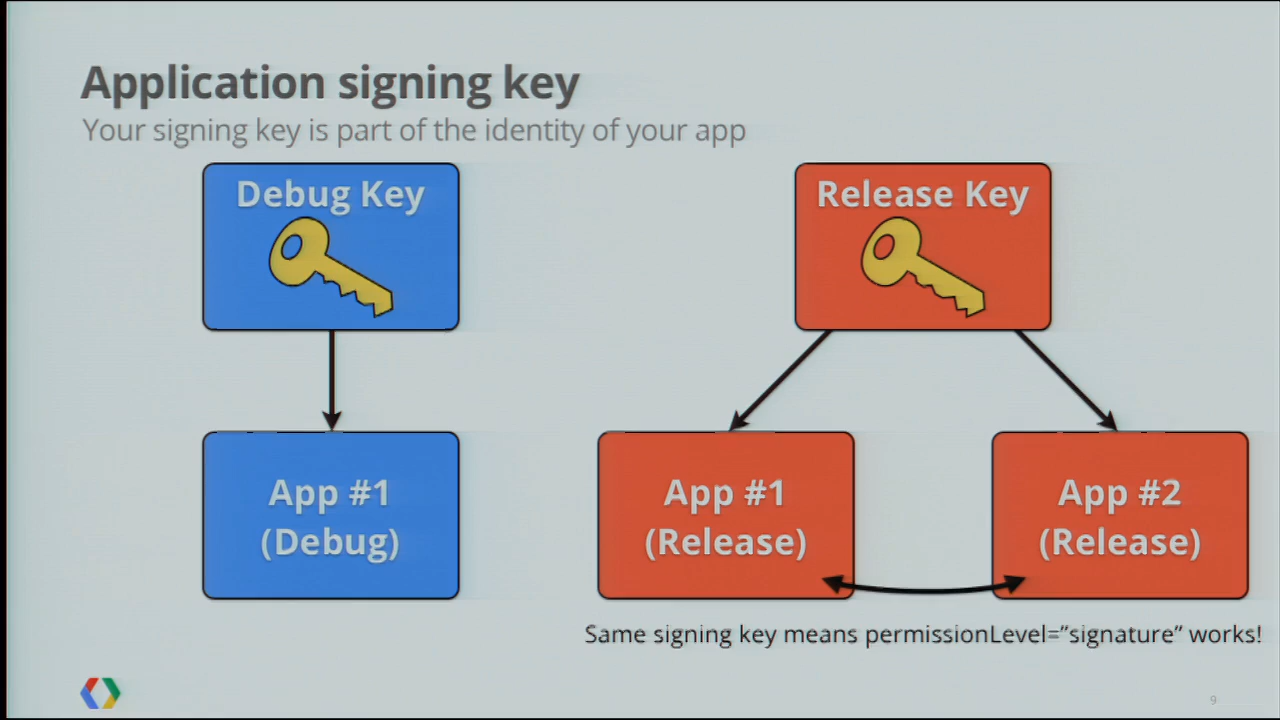 Application signing key
Your signing key is part of the identity of your app
Debug Key
Release Key
App #1
(Debug)
App #1
(Release)
App #2
(Release)
Same signing key means permissionLevel=”signature” works!
9